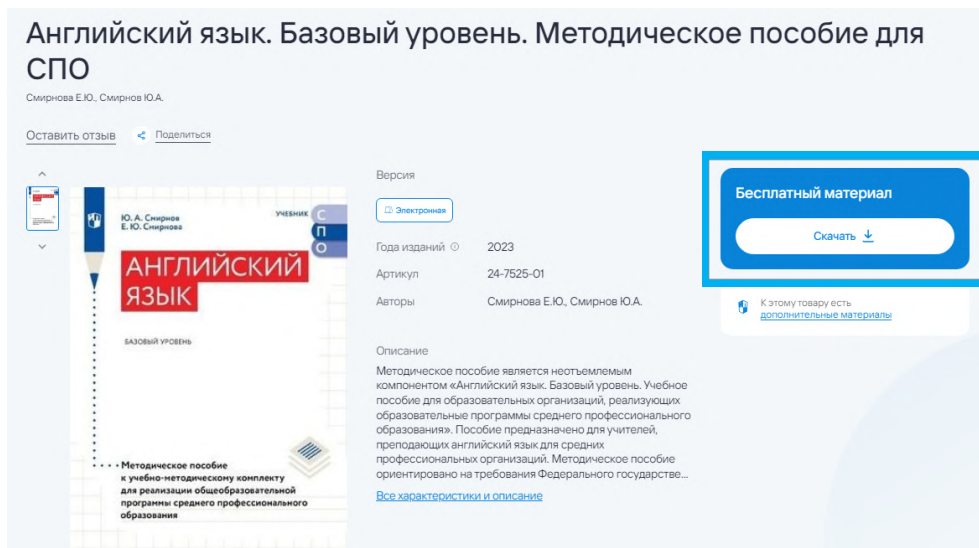 Английский язык. Базовый уровень. Методическое пособие для
СПО
Смирнова Е.Ю., Смирнов Ю.А.
Оставить отзыв
Поделиться
Ю. А. Смирнов
Е. Ю. Смирнова
УЧЕБНИК
С
П
О
АНГЛИЙСКИЙ
ЯЗЫК
БАЗОВЫЙ УРОВЕНЬ
Методическое пособие
к учебно-методическому комплекту
для реализации общеобразовательной
программы среднего профессионального
образования
Версия
Электронная
Года изданий 2023
Артикул 24-7525-01
Авторы Смирнова Е.Ю., Смирнов Ю.А.
Описание
Методическое пособие является неотъемлемым
компонентом «Английский язык. Базовый уровень. Учебное
пособие для образовательных организаций, реализующих
образовательные программы среднего профессионального
образования». Пособие предназначено для учителей,
преподающих английский язык для средних
профессиональных организаций. Методическое пособие
ориентировано на требования Федерального государстве...
Все характеристики и описание
Бесплатный материал
Скачать
К этому товару есть
дополнительные материалы